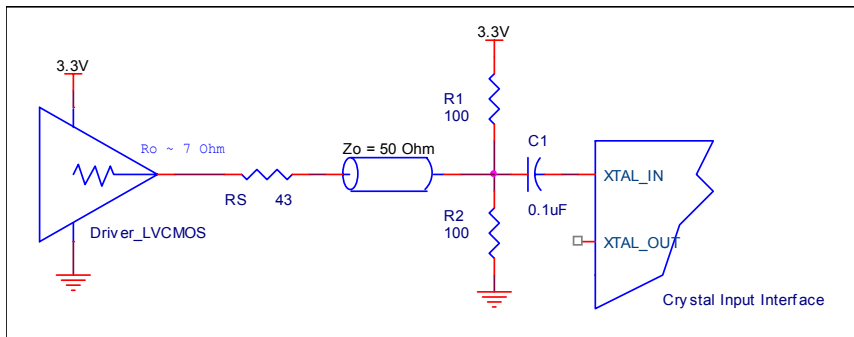 3.3V
3.3V
R1
100
Ro ~ 7 Ohm
Zo = 50 Ohm
C1
XTAL_IN
RS 43
0.1uF
R2
100
Driver_LVCMOS
XTAL_OUT
Crystal Input Interface